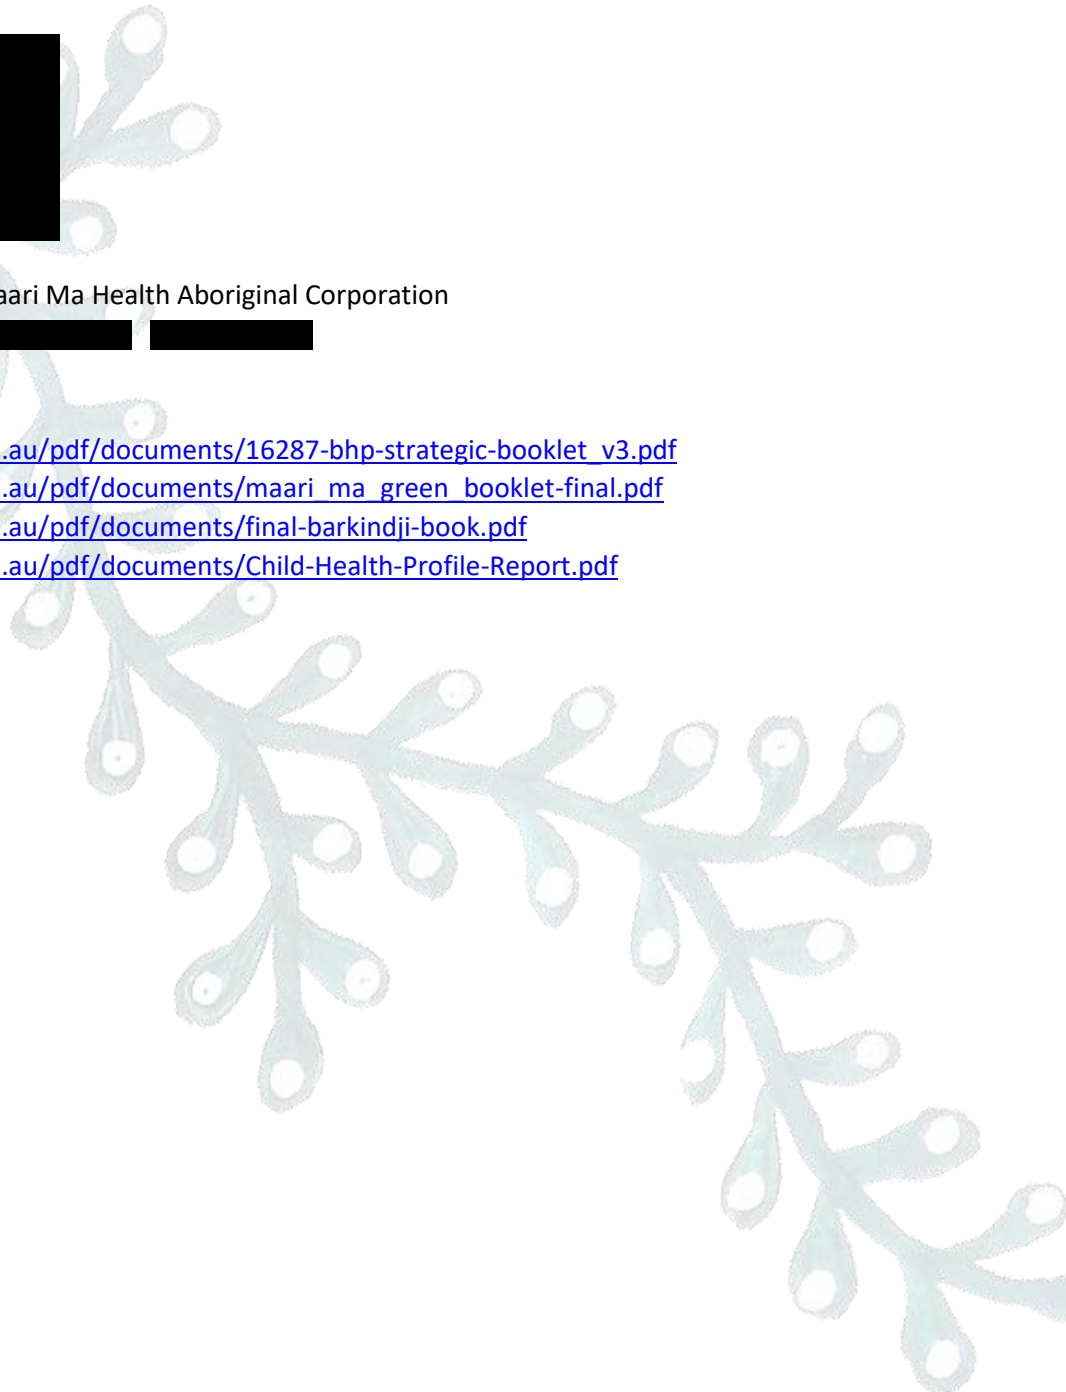 aari Ma Health Aboriginal Corporation
.au/pdf/documents/16287-bhp-strategic-booklet_v3.pdf
.au/pdf/documents/maari_ma_green_booklet-final.pdf
.au/pdf/documents/final-barkindji-book.pdf
.au/pdf/documents/Child-Health-Profile-Report.pdf